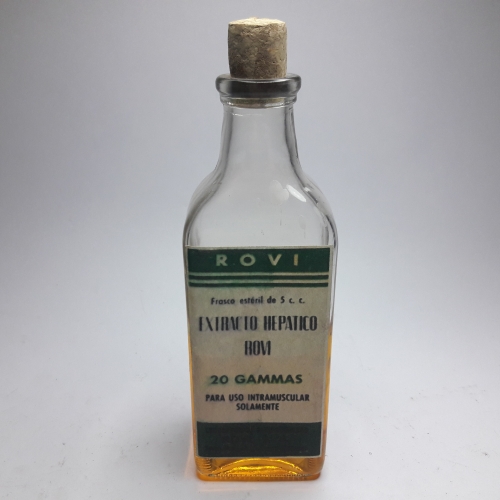 ROVI
Frasco estéril de 5 c. c.
EXTRACTO HEPATICO
ROVI
20 GAMMAS
PARA USO INTRAMUSCULAR
SOLAMENTE